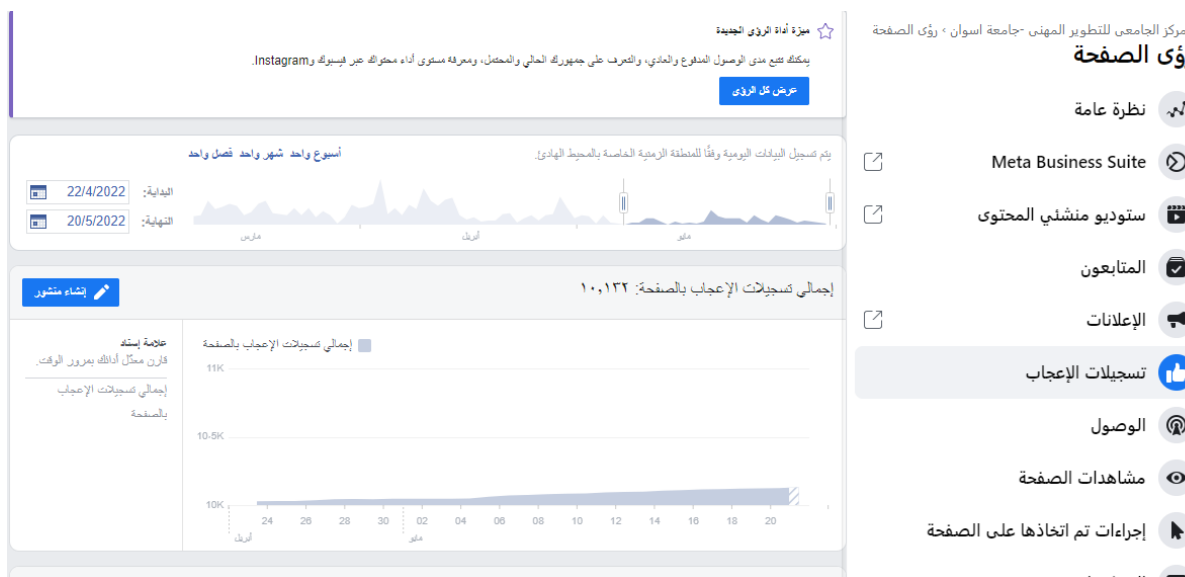 مركز الجامعى للتطوير المهنى -جامعة اسوان › رؤى الصفحة
رؤى الصفحة
نظرة عامة
Meta Business Suite
ستوديو منشئي المحتوى
المتابعون
الإعلانات
تسجيلات الإعجاب
الوصول
مشاهدات الصفحة
إجراءات تم اتخاذها على الصفحة
ميزة أداة الرؤى الجديدة
يمكنك تتبع مدى الوصول المدفوع والعادي، والتعرف على جمهورك الحالي والمحتمل، ومعرفة مستوى أداء محتواك عبر فيسبوك وInstagram.
عرض كل الرؤى
يتم تسجيل البيانات اليومية وفقًا للمنطقة الزمنية الخاصة بالمحيط الهادئ.
أسبوع واحد شهر واحد فصل واحد
البداية: 22/4/2022
النهاية: 20/5/2022
مارس
أبريل
مايو
إجمالي تسجيلات الإعجاب بالصفحة: ١٠,١٣٢
إنشاء منشور
إجمالي تسجيلات الإعجاب بالصفحة
علامة إسناد
قارن معدّل أدائك بمرور الوقت.
إجمالي تسجيلات الإعجاب
بالصفحة
11K
10-5K
10K
24 26 28 30 02 04 06 08 10 12 14 16 18 20
أبريل
مايو